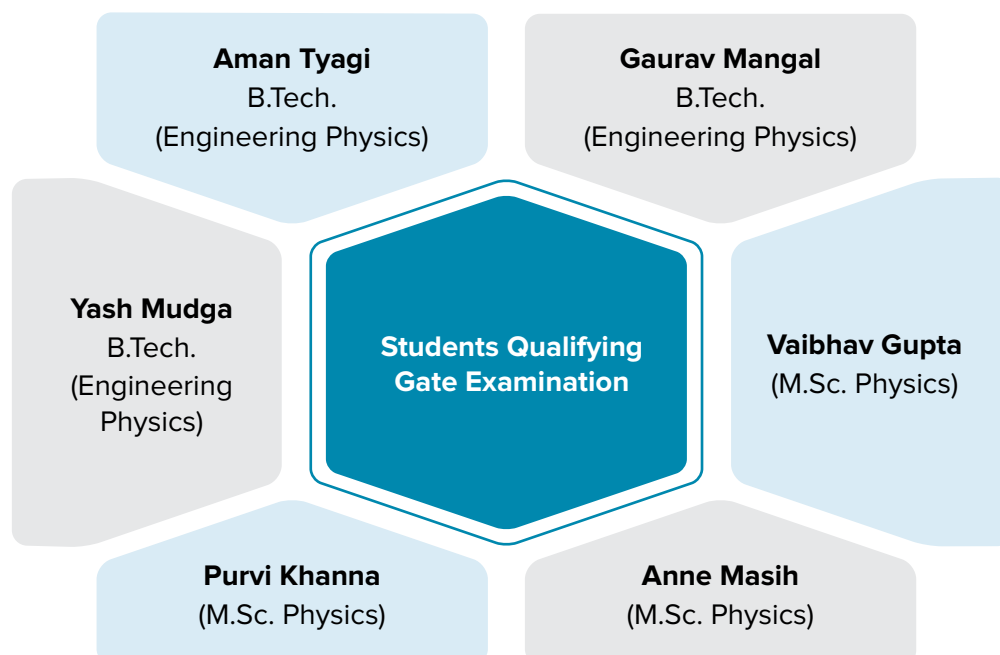 Aman Tyagi
B.Tech.
(Engineering Physics)
Gaurav Mangal
B.Tech.
(Engineering Physics)
Yash Mudga
B.Tech.
(Engineering
Physics)
Students Qualifying
Gate Examination
Vaibhav Gupta
(M.Sc. Physics)
Purvi Khanna
(M.Sc. Physics)
Anne Masih
(M.Sc. Physics)